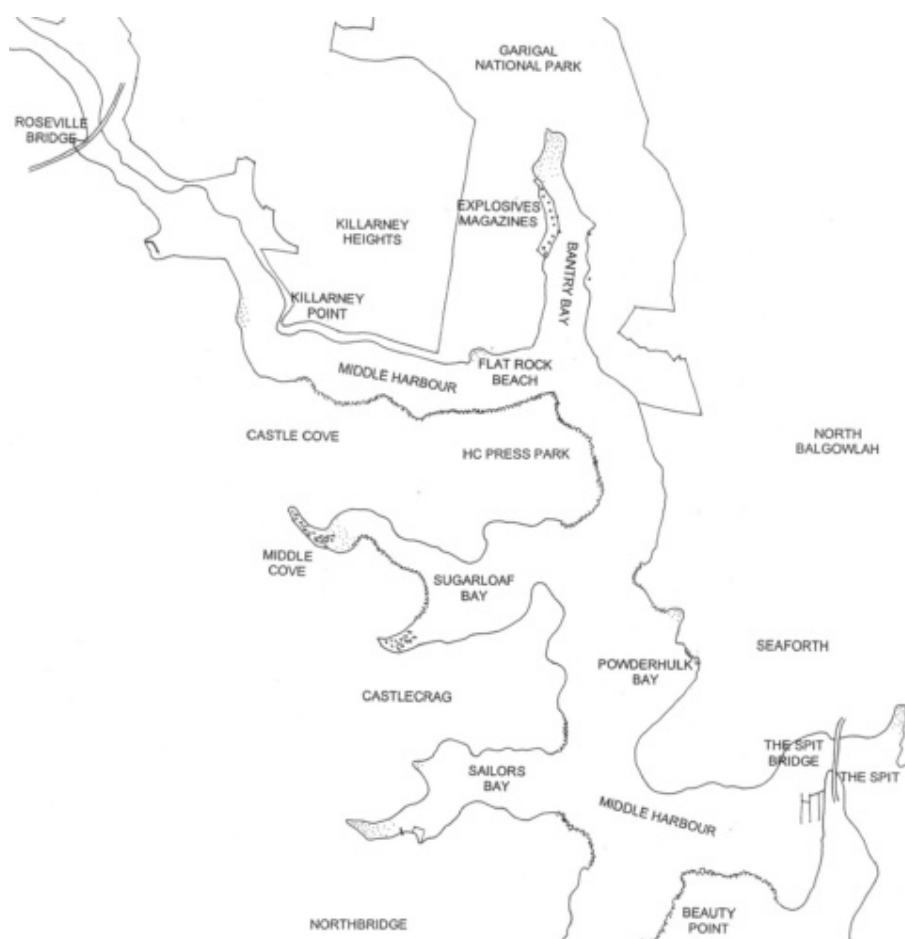 GARIGAL
NATIONAL PARK
ROSEVILLE
BRIDGE
EXPLOSIVES
MAGAZINES
KILLARNEY
HEIGHTS
BANTRY BAY
KILLARNEY
POINT
MIDDLE HARBOUR
FLAT ROCK
BEACH
CASTLE COVE
HC PRESS PARK
NORTH
BALGOWLAH
MIDDLE
COVE
SUGARLOAF
BAY
SEAFORTH
POWDERHULK
BAY
CASTLECRAG
THE SPIT
BRIDGE
THE SPIT
SAILORS
BAY
MIDDLE HARBOUR
NORTHBRIDGE
BEAUTY
POINT